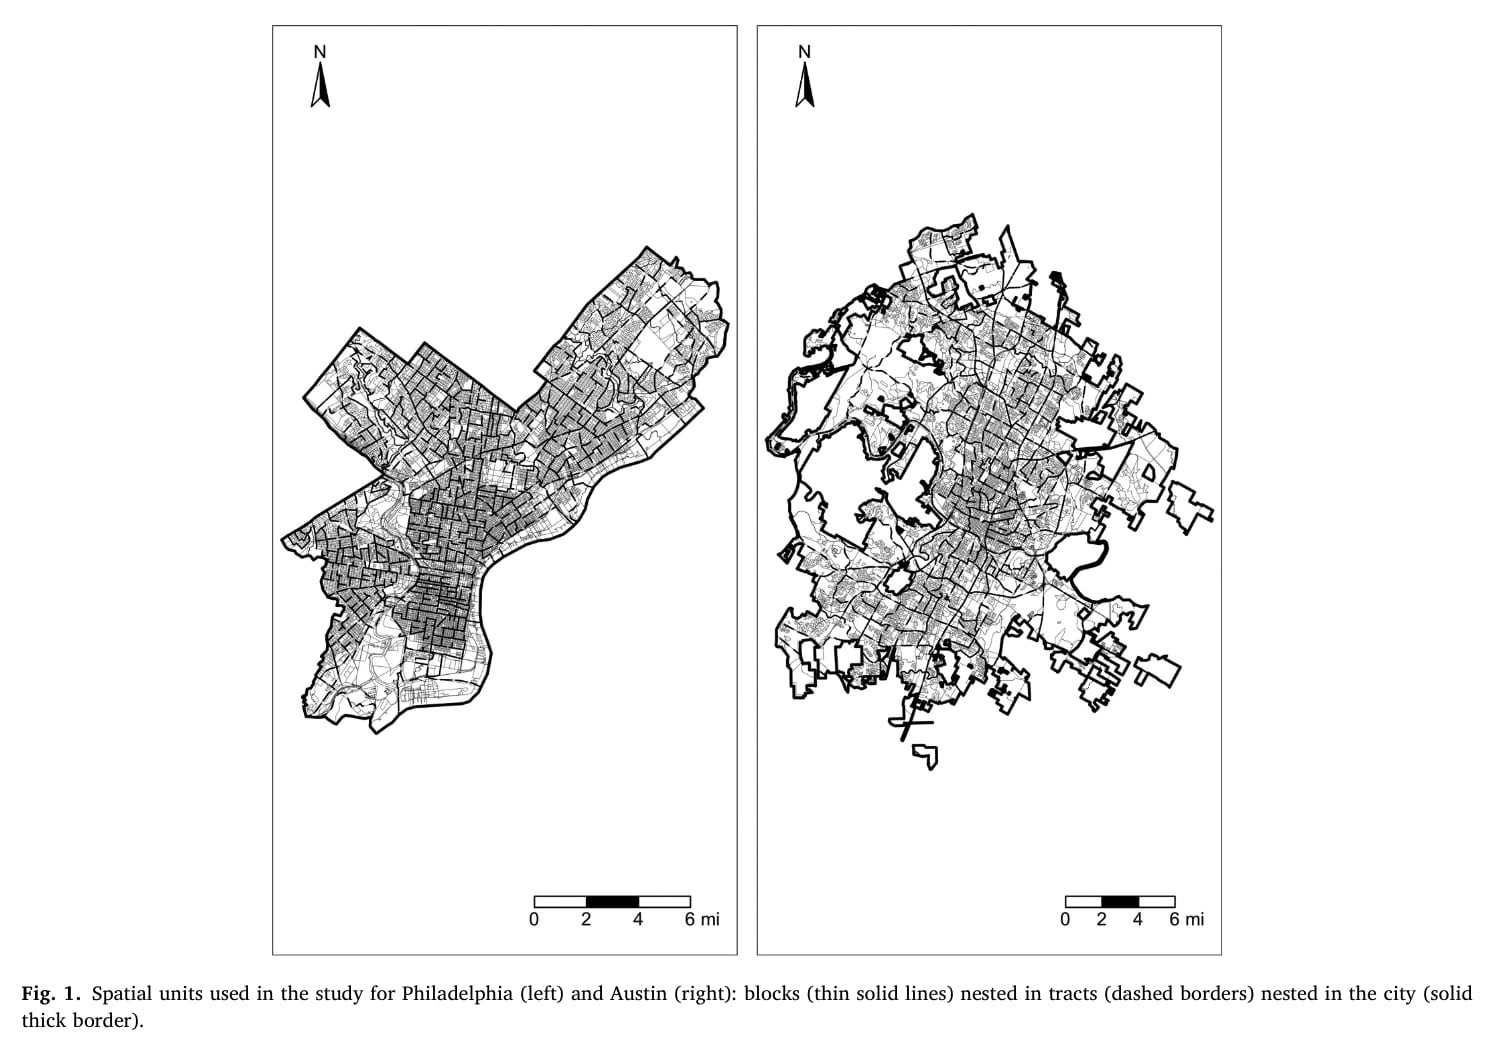 N
N
0 2 4 6 mi
0 2 4 6 mi
Fig. 1. Spatial units used in the study for Philadelphia (left) and Austin (right): blocks (thin solid lines) nested in tracts (dashed borders) nested in the city (solid
thick border).